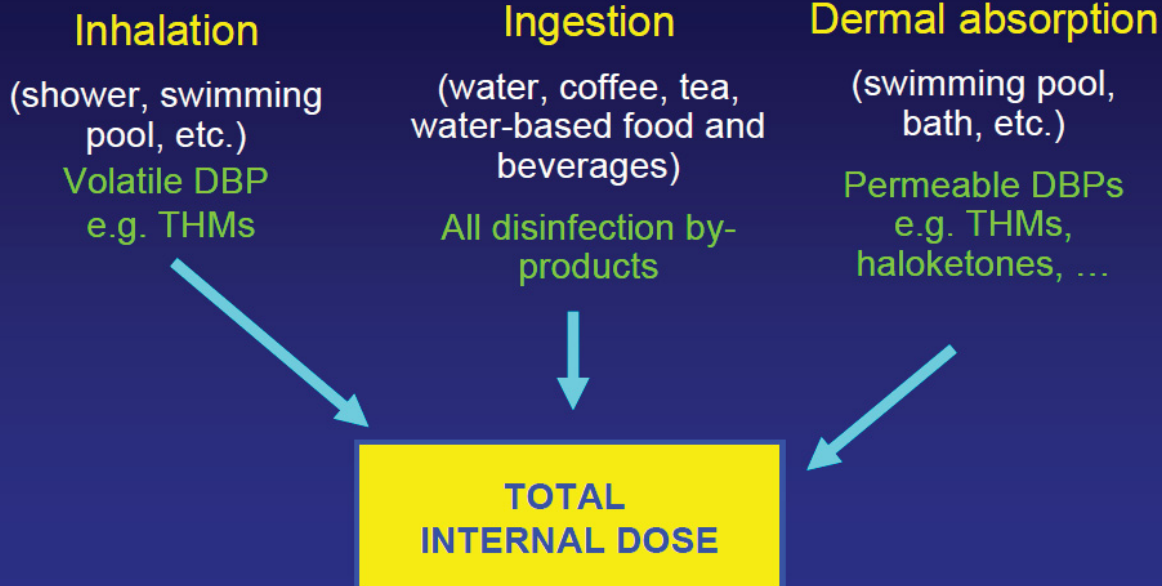 Inhalation
(shower, swimming
pool, etc.)
Volatile DBP
e.g. THMs
Ingestion
(water, coffee, tea,
water-based food and
beverages)
All disinfection by-
products
Dermal absorption
(swimming pool,
bath, etc.)
Permeable DBPs
e.g. THMs,
haloketones, …
TOTAL
INTERNAL DOSE